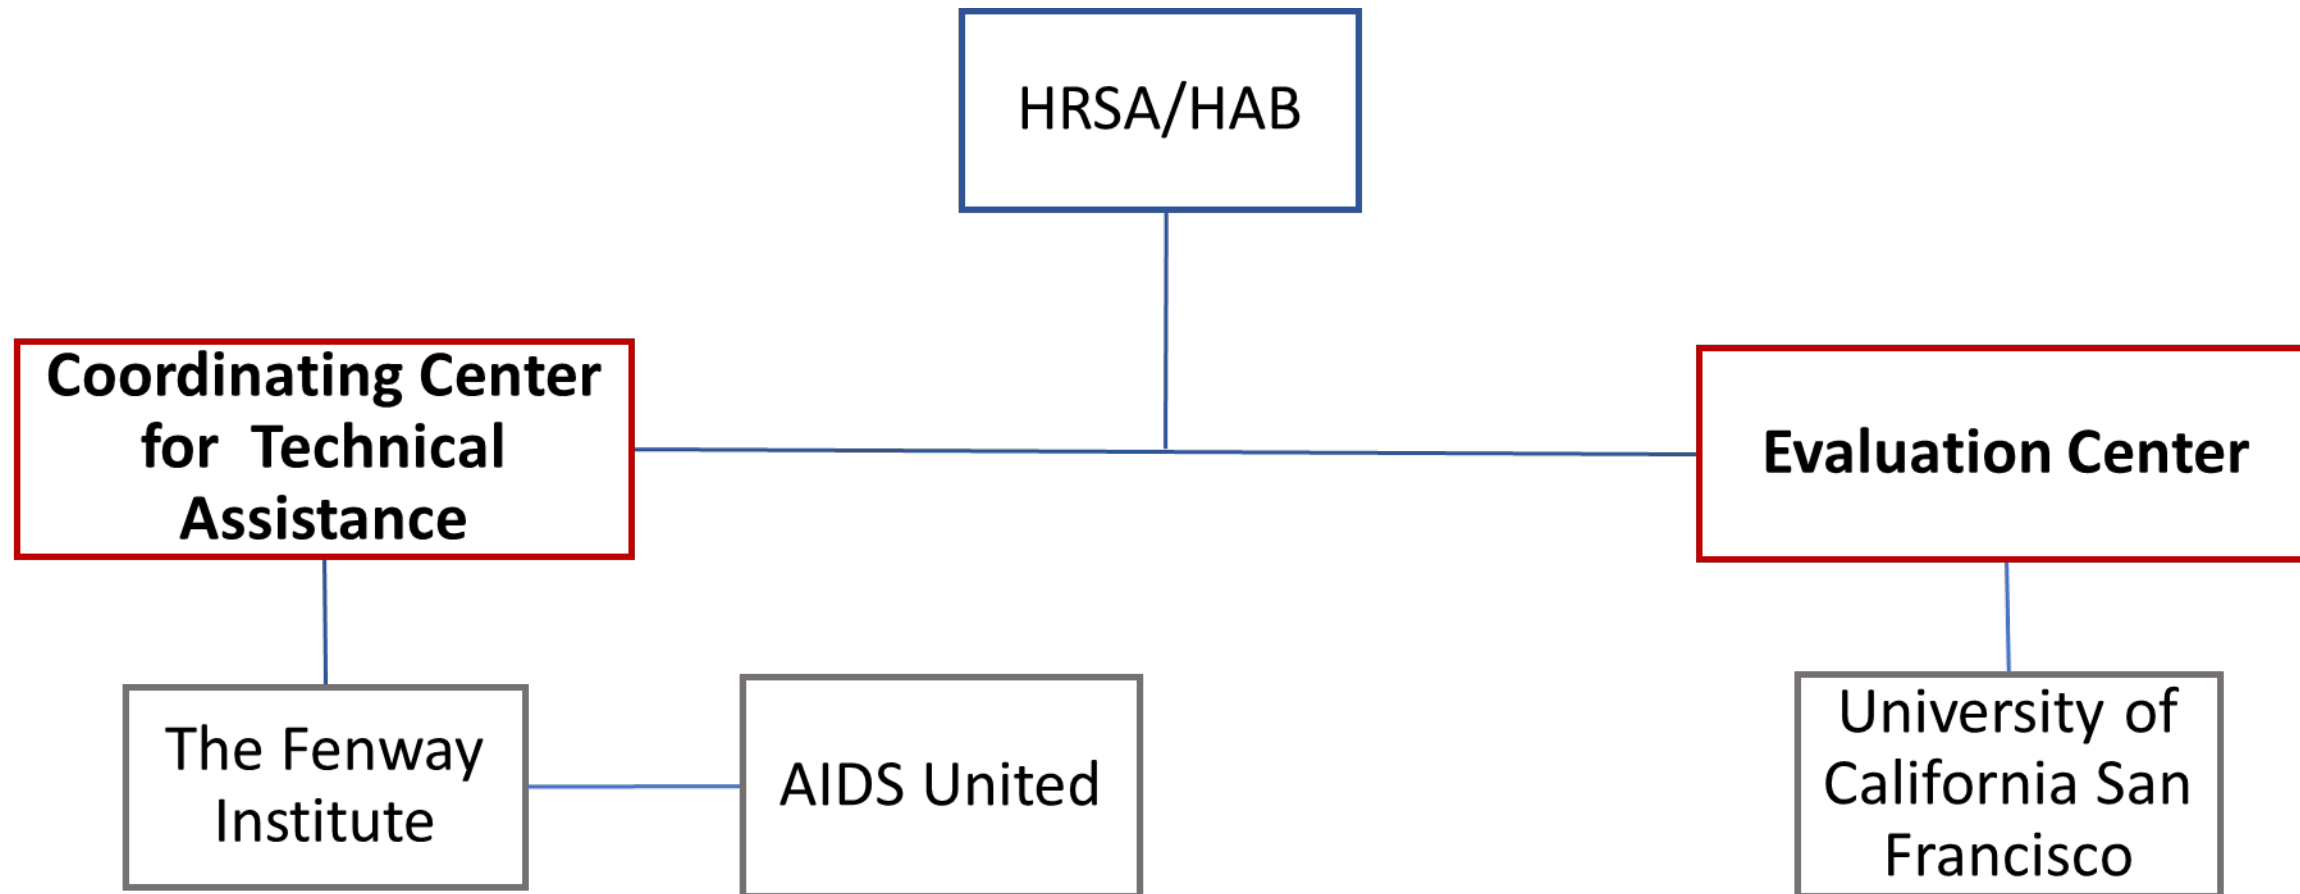 HRSA/HAB
Coordinating Center
for  Technical
Assistance
Evaluation Center
The Fenway
Institute
AIDS United
University of
California San
Francisco